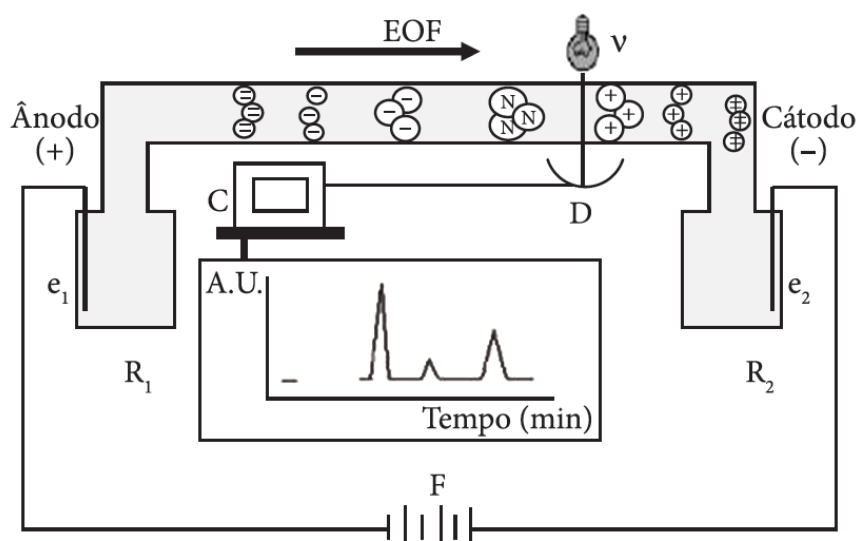 EOF
ν
Ânodo
(+)
Cátodo
(−)
= = =
− − −
− − −
N N N
+ + +
+ + +
C
D
A.U.
Tempo (min)
e₁
e₂
R₁
R₂
F